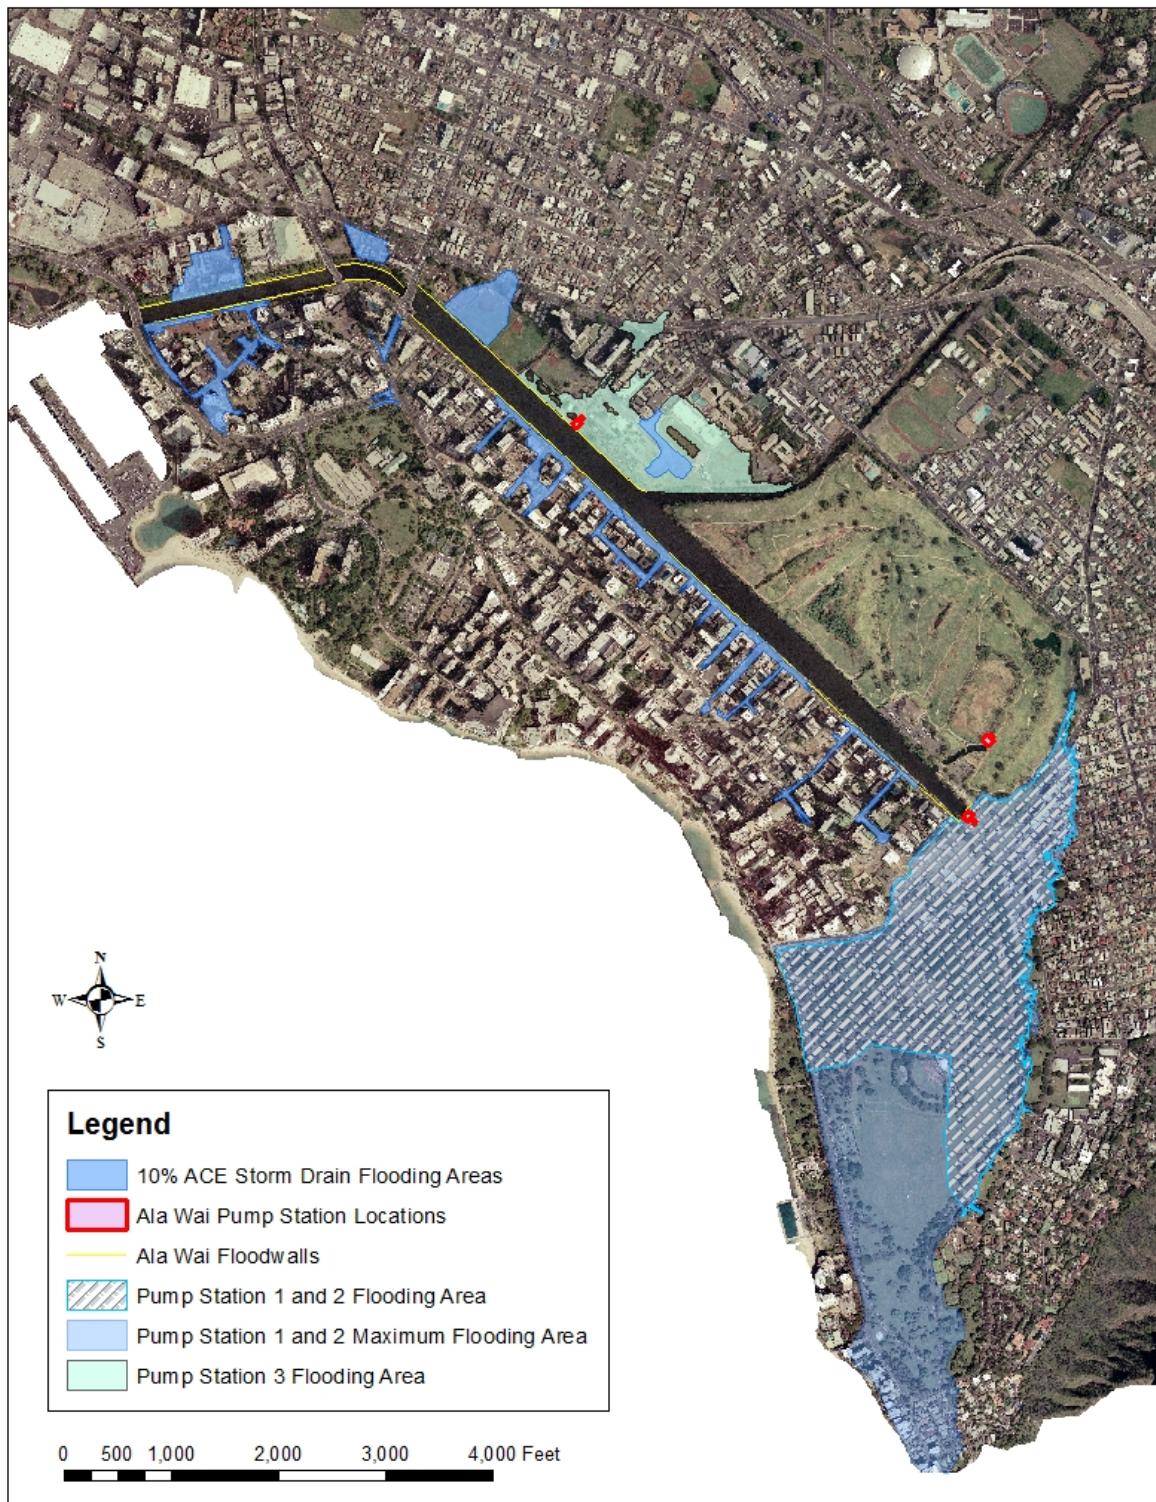 N
W E
S
Legend
10% ACE Storm Drain Flooding Areas
Ala Wai Pump Station Locations
Ala Wai Floodwalls
Pump Station 1 and 2 Flooding Area
Pump Station 1 and 2 Maximum Flooding Area
Pump Station 3 Flooding Area
0 500 1,000 2,000 3,000 4,000 Feet